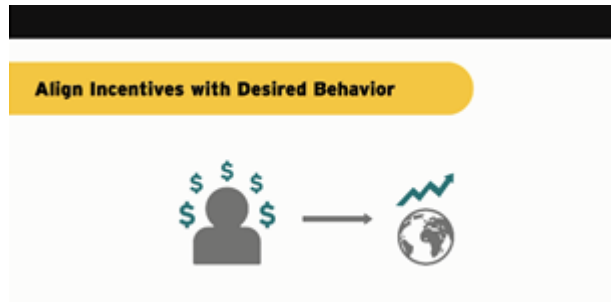 Align Incentives with Desired Behavior
$ $ $ $ $